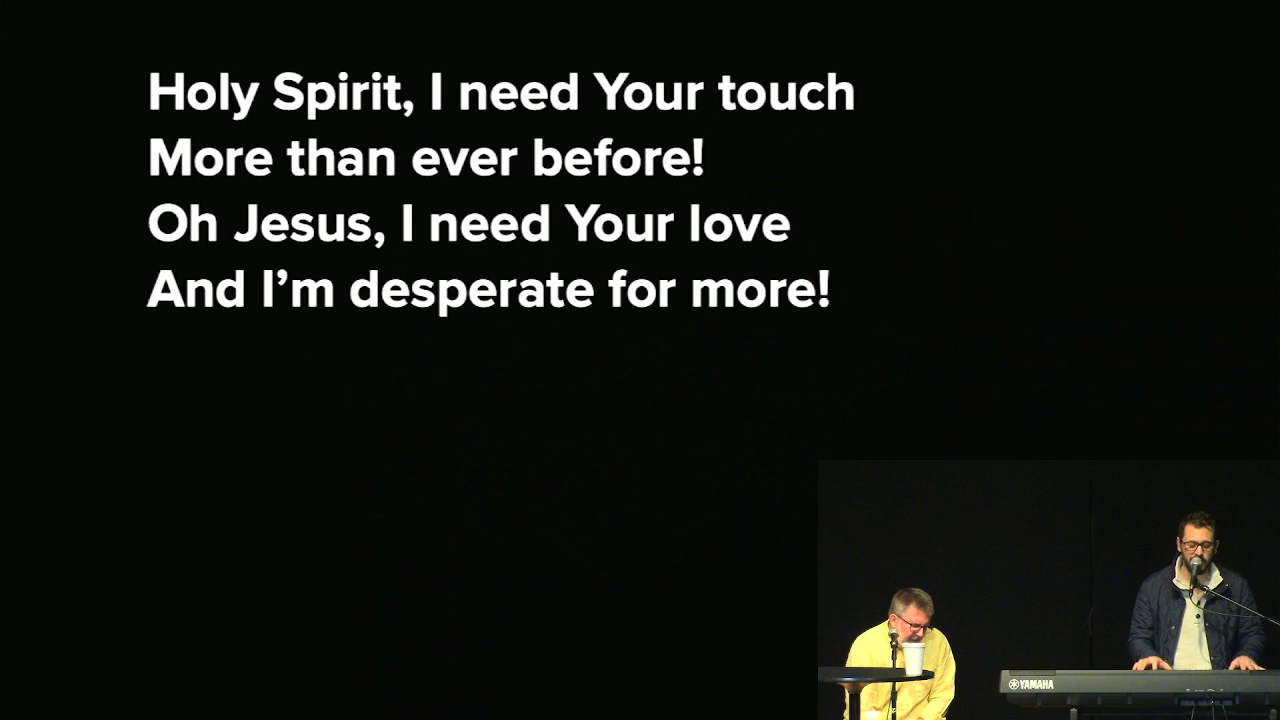 Holy Spirit, I need Your touch
More than ever before!
Oh Jesus, I need Your love
And I’m desperate for more!
YAMAHA